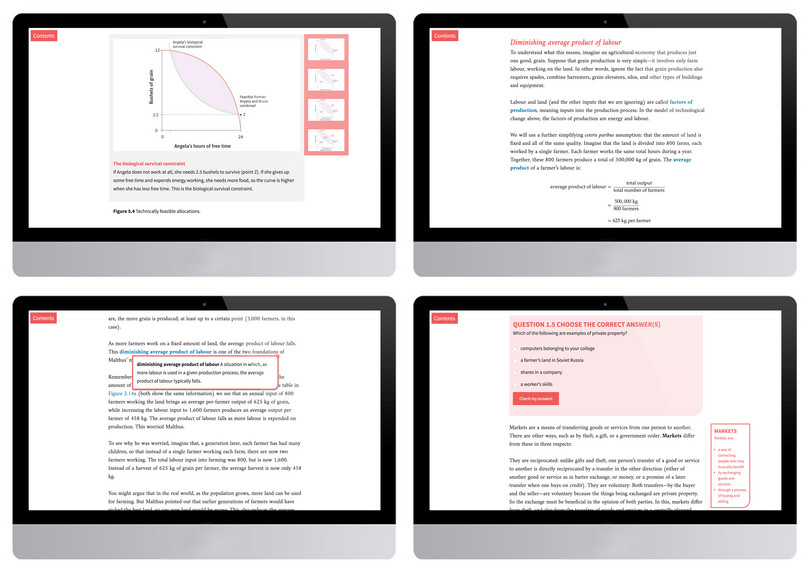 Contents
Angela's biological
survival constraint
12
Bushels of grain
Feasible frontier:
Angela and Bruno
combined
2.5
Z
0
0
24
Angela's hours of free time
The biological survival constraint
If Angela does not work at all, she needs 2.5 bushels to survive (point Z). If she gives up
some free time and expends energy working, she needs more food, so the curve is higher
when she has less free time. This is the biological survival constraint.
Figure 5.4 Technically feasible allocations.
Contents
Diminishing average product of labour
To understand what this means, imagine an agricultural economy that produces just
one good, grain. Suppose that grain production is very simple—it involves only farm
labour, working on the land. In other words, ignore the fact that grain production also
requires spades, combine harvesters, grain elevators, silos, and other types of buildings
and equipment.
Labour and land (and the other inputs that we are ignoring) are called factors of
production, meaning inputs into the production process. In the model of technological
change above, the factors of production are energy and labour.
We will use a further simplifying ceteris paribus assumption: that the amount of land is
fixed and all of the same quality. Imagine that the land is divided into 800 farms, each
worked by a single farmer. Each farmer works the same total hours during a year.
Together, these 800 farmers produce a total of 500,000 kg of grain. The average
product of a farmer's labour is:
average product of labour = total output
total number of farmers
= 500, 000 kg
800 farmers
= 625 kg per farmer
Contents
are, the more grain is produced, at least up to a certain point (3,000 farmers, in this
case).
As more farmers work on a fixed amount of land, the average product of labour falls.
This diminishing average product of labour is one of the two foundations of
Malthus'
diminishing average product of labour A situation in which, as
more labour is used in a given production process, the average
product of labour typically falls.
Remember
the
amount of
table in
Figure 2.14a (both show the same information) we see that an annual input of 800
farmers working the land brings an average per-farmer output of 625 kg of grain,
while increasing the labour input to 1,600 farmers produces an average output per
farmer of 458 kg. The average product of labour falls as more labour is expended on
production. This worried Malthus.
To see why he was worried, imagine that, a generation later, each farmer has had many
children, so that instead of a single farmer working each farm, there are now two
farmers working. The total labour input into farming was 800, but is now 1,600.
Instead of a harvest of 625 kg of grain per farmer, the average harvest is now only 458
kg.
You might argue that in the real world, as the population grows, more land can be used
for farming. But Malthus pointed out that earlier generations of farmers would have
Contents
QUESTION 1.5 CHOOSE THE CORRECT ANSWER(S)
Which of the following are examples of private property?
computers belonging to your college
a farmer's land in Soviet Russia
shares in a company
a worker's skills
Check my answers
Markets are a means of transferring goods or services from one person to another.
There are other ways, such as by theft, a gift, or a government order. Markets differ
from these in three respects:
They are reciprocated: unlike gifts and theft, one person's transfer of a good or service
to another is directly reciprocated by a transfer in the other direction (either of
another good or service as in barter exchange, or money, or a promise of a later
transfer when one buys on credit). They are voluntary: Both transfers—by the buyer
and the seller—are voluntary because the things being exchanged are private property.
So the exchange must be beneficial in the opinion of both parties. In this, markets differ
MARKETS
Markets are
a way of
connecting
people who may
mutually benefit
by exchanging
goods and
services
through a process
of buying and
selling